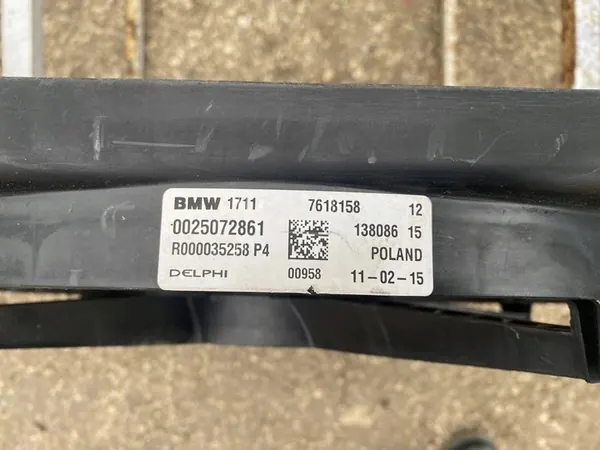 BMW 1711 7618158 12
0025072861 138086 15
R000035258 P4 POLAND
DELPHI 00958 11-02-15